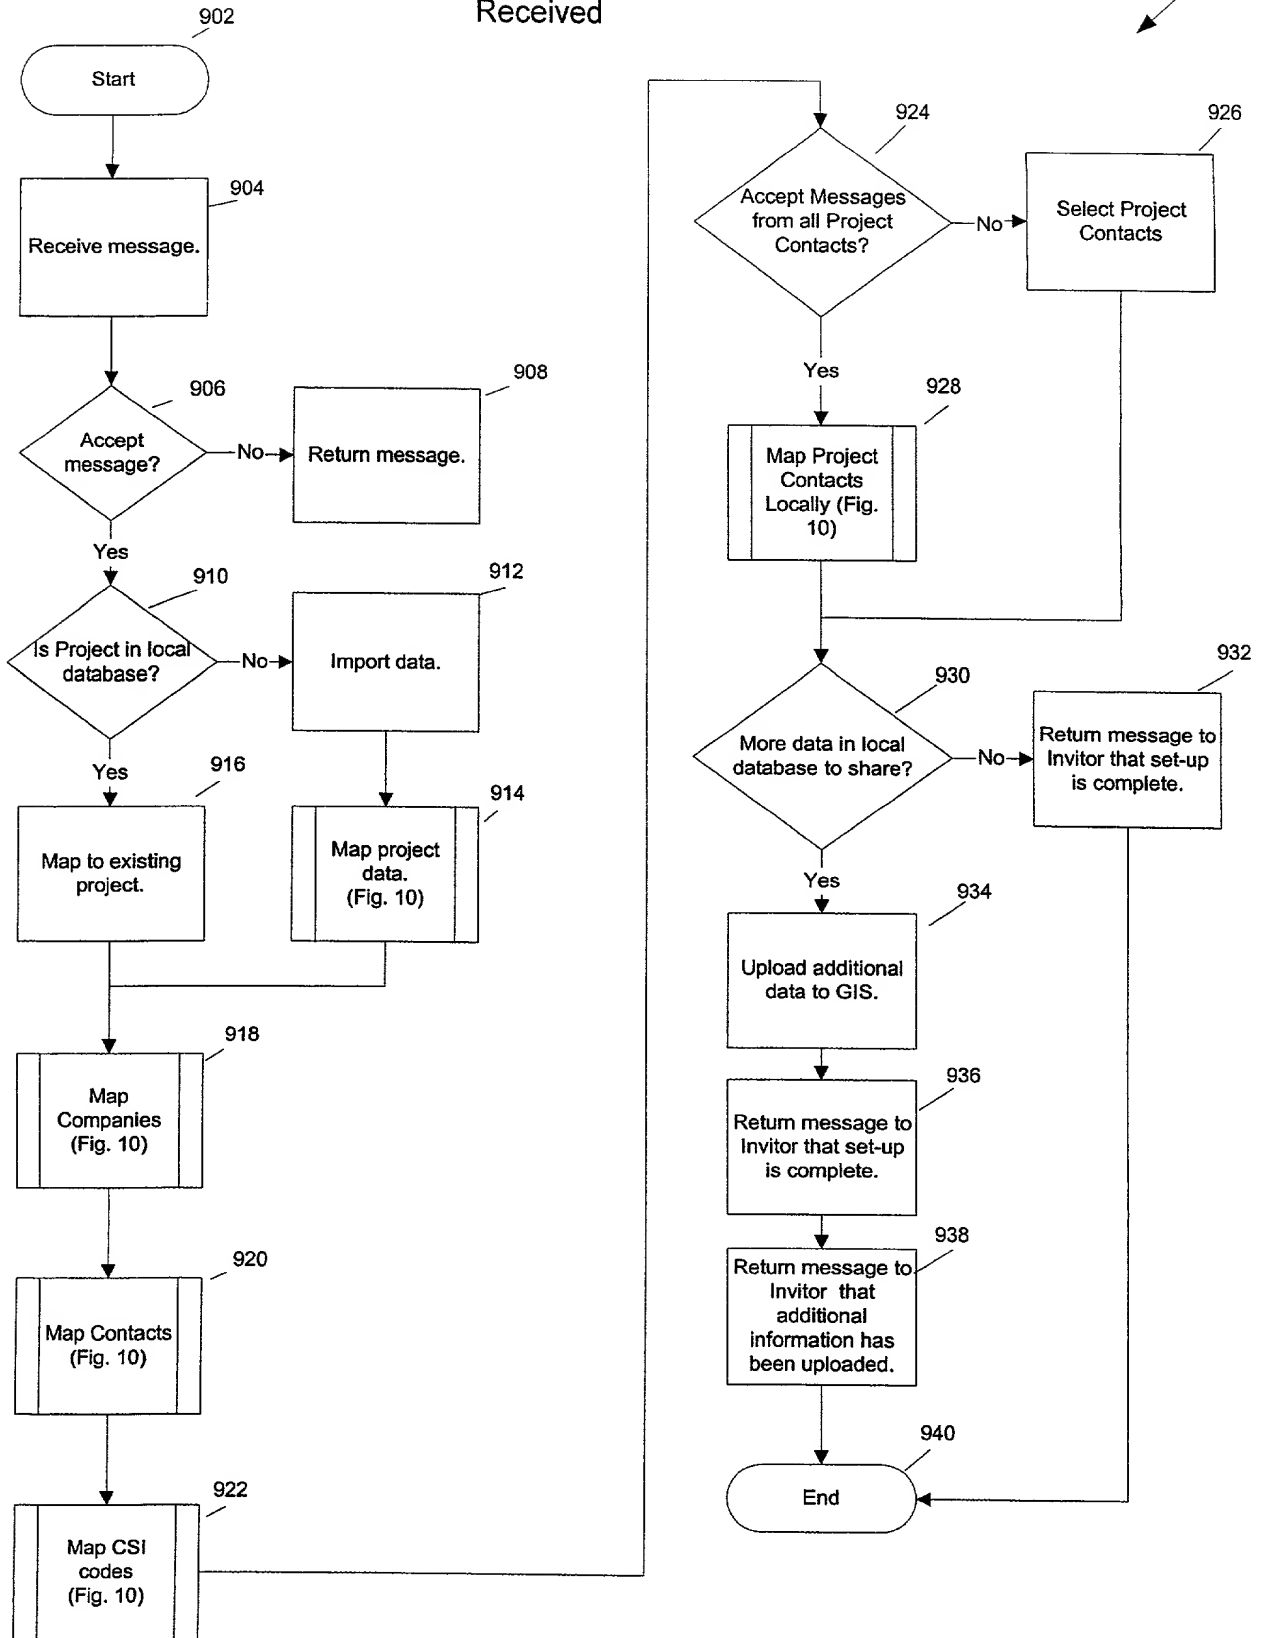 Received
902
Start
904
Receive message.
906
Accept
message?
No
908
Return message.
Yes
910
Is Project in local
database?
No
912
Import data.
Yes
916
Map to existing
project.
914
Map project
data.
(Fig. 10)
918
Map
Companies
(Fig. 10)
920
Map Contacts
(Fig. 10)
922
Map CSI
codes
(Fig. 10)
924
Accept Messages
from all Project
Contacts?
No
926
Select Project
Contacts
Yes
928
Map Project
Contacts
Locally (Fig.
10)
930
More data in local
database to share?
No
932
Return message to
Invitor that set-up
is complete.
Yes
934
Upload additional
data to GIS.
936
Return message to
Invitor that set-up
is complete.
938
Return message to
Invitor that
additional
information has
been uploaded.
940
End